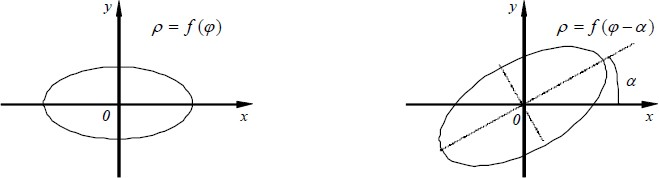 y
ρ = f(φ)
0
x
y
ρ = f(φ−α)
α
0
x